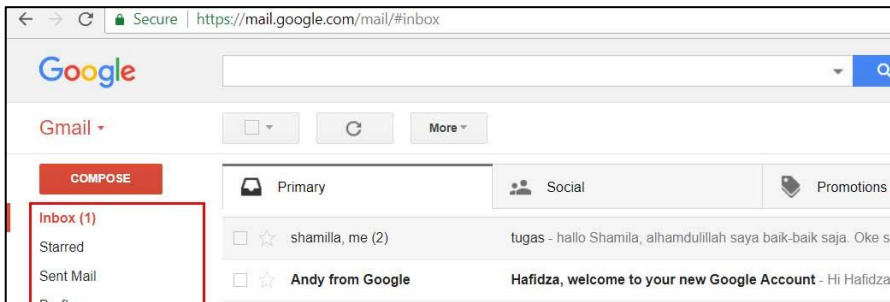 Secure | https://mail.google.com/mail/#inbox
Google
Gmail
More
COMPOSE
Primary
Social
Promotions
Inbox (1)
Starred
Sent Mail
shamilla, me (2)
tugas - hallo Shamila, alhamdulillah saya baik-baik saja. Oke s
Andy from Google
Hafidza, welcome to your new Google Account - Hi Hafidza